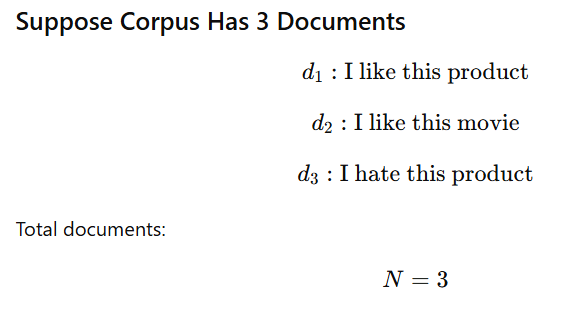 Suppose Corpus Has 3 Documents
d₁ : I like this product
d₂ : I like this movie
d₃ : I hate this product
Total documents:
N = 3